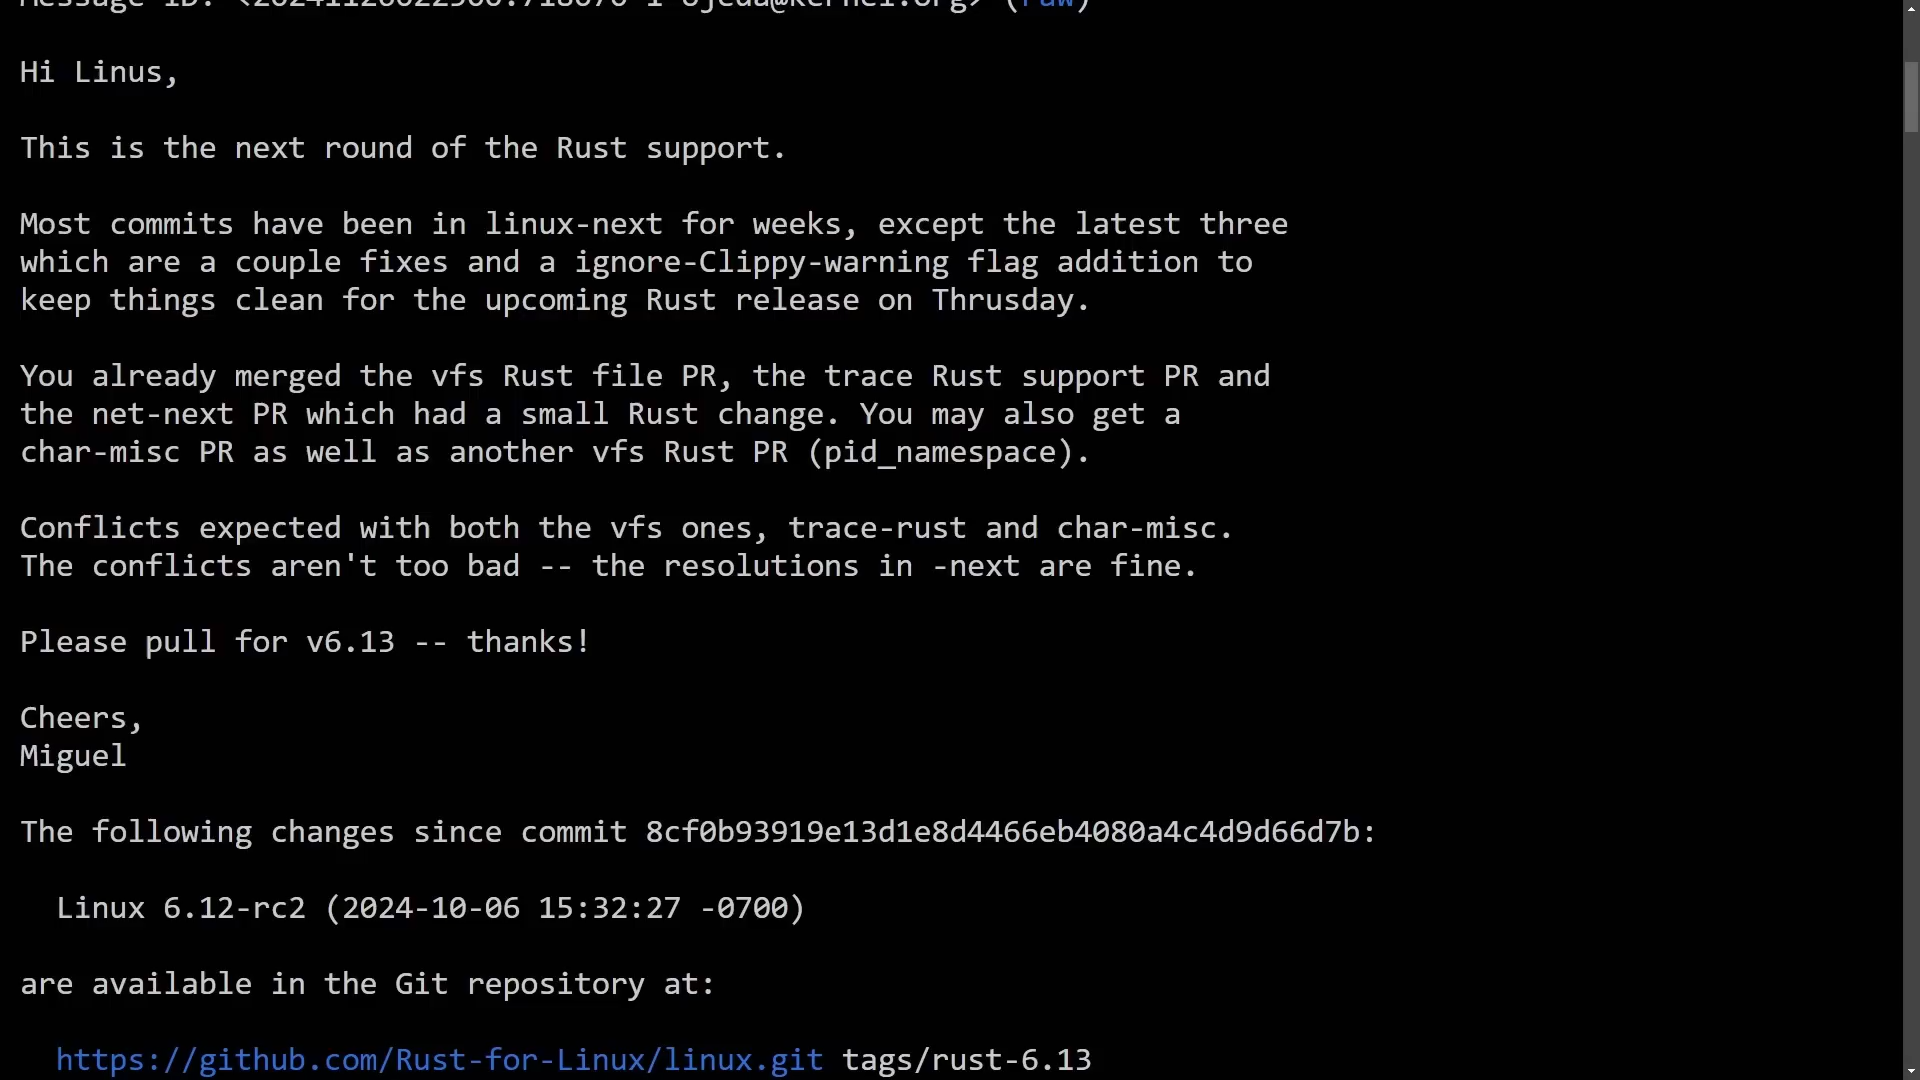 Hi Linus,
This is the next round of the Rust support.
Most commits have been in linux-next for weeks, except the latest three
which are a couple fixes and a ignore-Clippy-warning flag addition to
keep things clean for the upcoming Rust release on Thrusday.
You already merged the vfs Rust file PR, the trace Rust support PR and
the net-next PR which had a small Rust change. You may also get a
char-misc PR as well as another vfs Rust PR (pid_namespace).
Conflicts expected with both the vfs ones, trace-rust and char-misc.
The conflicts aren't too bad -- the resolutions in -next are fine.
Please pull for v6.13 -- thanks!
Cheers,
Miguel
The following changes since commit 8cf0b93919e13d1e8d4466eb4080a4c4d9d66d7b:
Linux 6.12-rc2 (2024-10-06 15:32:27 -0700)
are available in the Git repository at:
https://github.com/Rust-for-Linux/linux.git tags/rust-6.13